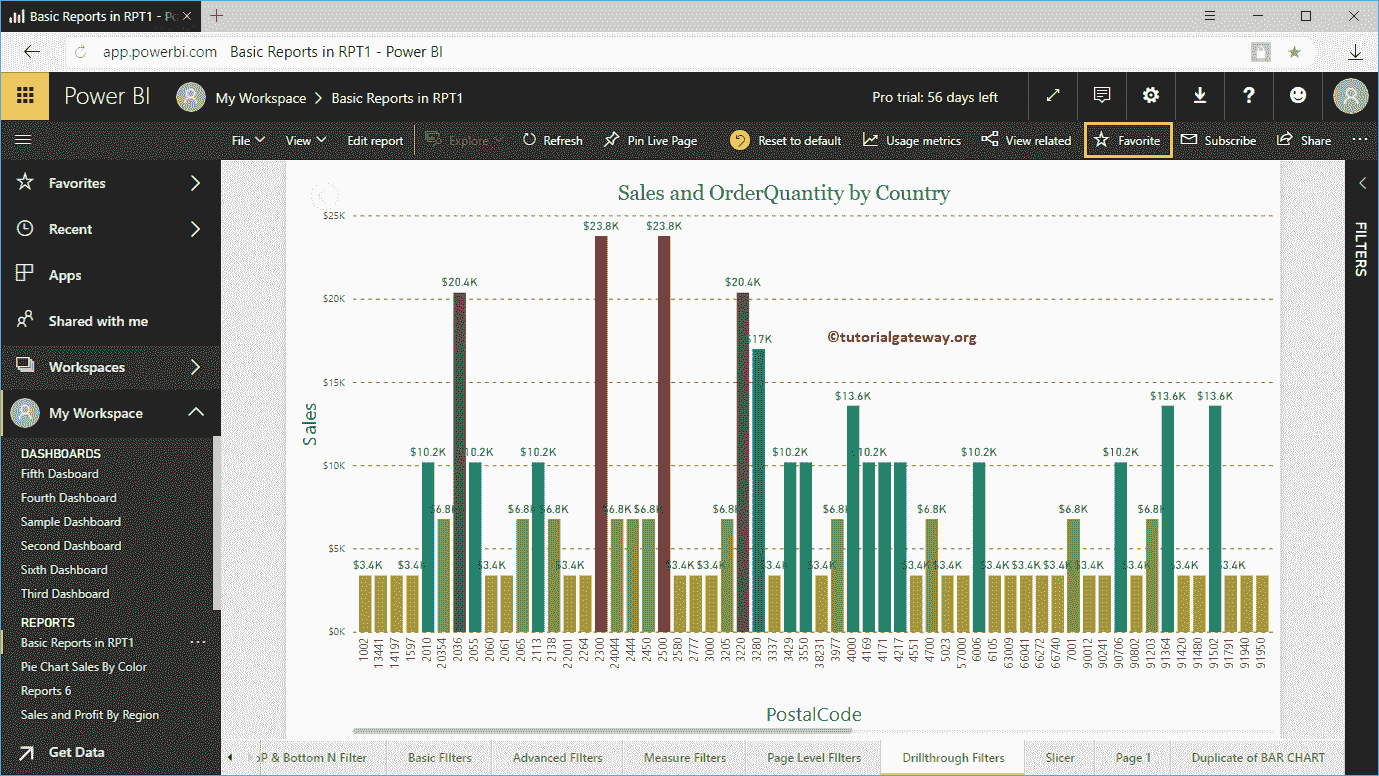 Basic Reports in RPT1 - Po
app.powerbi.com Basic Reports in RPT1 - Power BI
Power BI My Workspace > Basic Reports in RPT1 Pro trial: 56 days left
File View Edit report Explore Refresh Pin Live Page Reset to default Usage metrics View related Favorite Subscribe Share
Favorites
Recent
Apps
Shared with me
Workspaces
My Workspace
DASHBOARDS
Fifth Dasboard
Fourth Dashboard
Sample Dashboard
Second Dashboard
Sixth Dashboard
Third Dashboard
REPORTS
Basic Reports in RPT1
Pie Chart Sales By Color
Reports 6
Sales and Profit By Region
Get Data
Sales and OrderQuantity by Country
$25K
$23.8K $23.8K
$20.4K $20.4K
$20K
©tutorialgateway.org
$17K
$15K
$13.6K $13.6K $13.6K
$10.2K $10.2K $10.2K $10.2K $10.2K $10.2K $10.2K
$10K
$6.8K $6.8K $6.8K $6.8K $6.8K $6.8K $6.8K $6.8K $6.8K $6.8K
$5K
$3.4K $3.4K $3.4K $3.4K $3.4K $3.4K $3.4K $3.4K $3.4K $3.4K $3.4K $3.4K $3.4K $3.4K $3.4K $3.4K $3.4K
$0K
Sales
1002 13441 14197 1597 2010 20354 2036 2055 2060 2061 2065 2113 2138 22001 2264 2300 24044 2444 2450 2500 2580 2777 3000 3205 3220 3280 3337 3429 3550 38231 3977 4000 4169 4171 4217 4551 4700 5023 57000 6006 6105 63009 66041 66272 66740 7001 90012 90241 90706 90802 91203 91364 91420 91480 91502 91791 91940 91950
PostalCode
FILTERS
oP & Bottom N Filter Basic FIlters Advanced FIlters Measure Filters Page Level FIlters Drillthrough Filters Slicer Page 1 Duplicate of BAR CHART